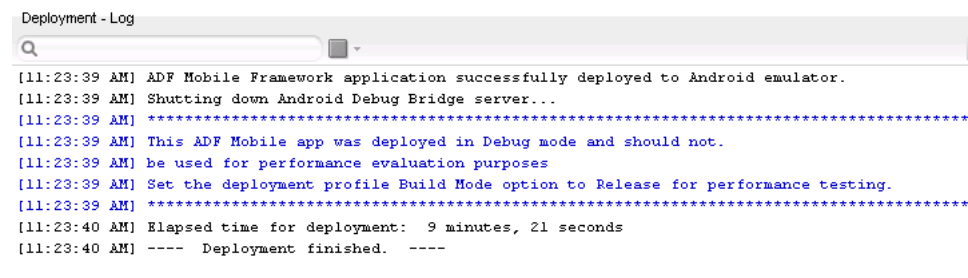 Deployment - Log
[11:23:39 AM] ADF Mobile Framework application successfully deployed to Android emulator.
[11:23:39 AM] Shutting down Android Debug Bridge server...
[11:23:39 AM] ************************************************************************************
[11:23:39 AM] This ADF Mobile app was deployed in Debug mode and should not.
[11:23:39 AM] be used for performance evaluation purposes
[11:23:39 AM] Set the deployment profile Build Mode option to Release for performance testing.
[11:23:39 AM] ************************************************************************************
[11:23:40 AM] Elapsed time for deployment:  9 minutes, 21 seconds
[11:23:40 AM] ----  Deployment finished.  ----